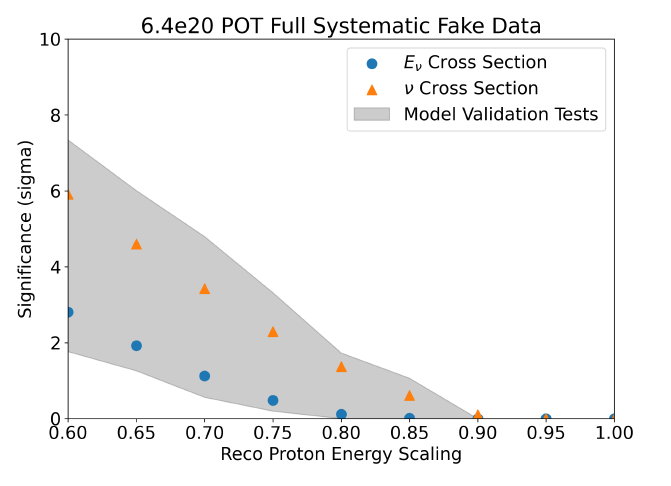 6.4e20 POT Full Systematic Fake Data
10
8
6
4
2
0
Significance (sigma)
Eν Cross Section
ν Cross Section
Model Validation Tests
0.60 0.65 0.70 0.75 0.80 0.85 0.90 0.95 1.00
Reco Proton Energy Scaling